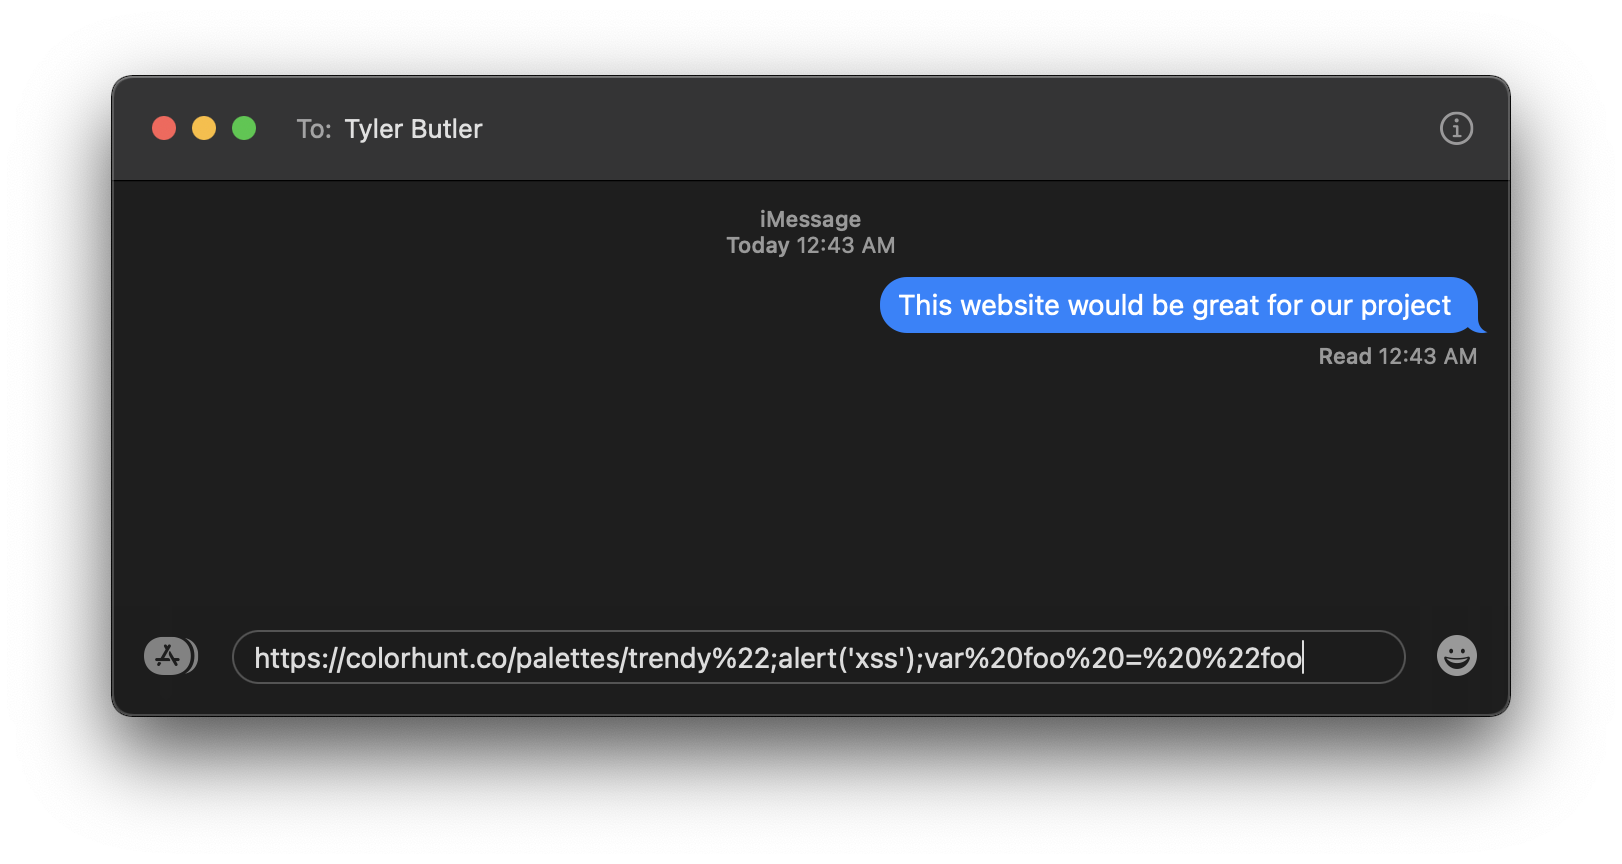 To: Tyler Butler
iMessage
Today 12:43 AM
This website would be great for our project
Read 12:43 AM
https://colorhunt.co/palettes/trendy%22;alert('xss');var%20foo%20=%20%22foo